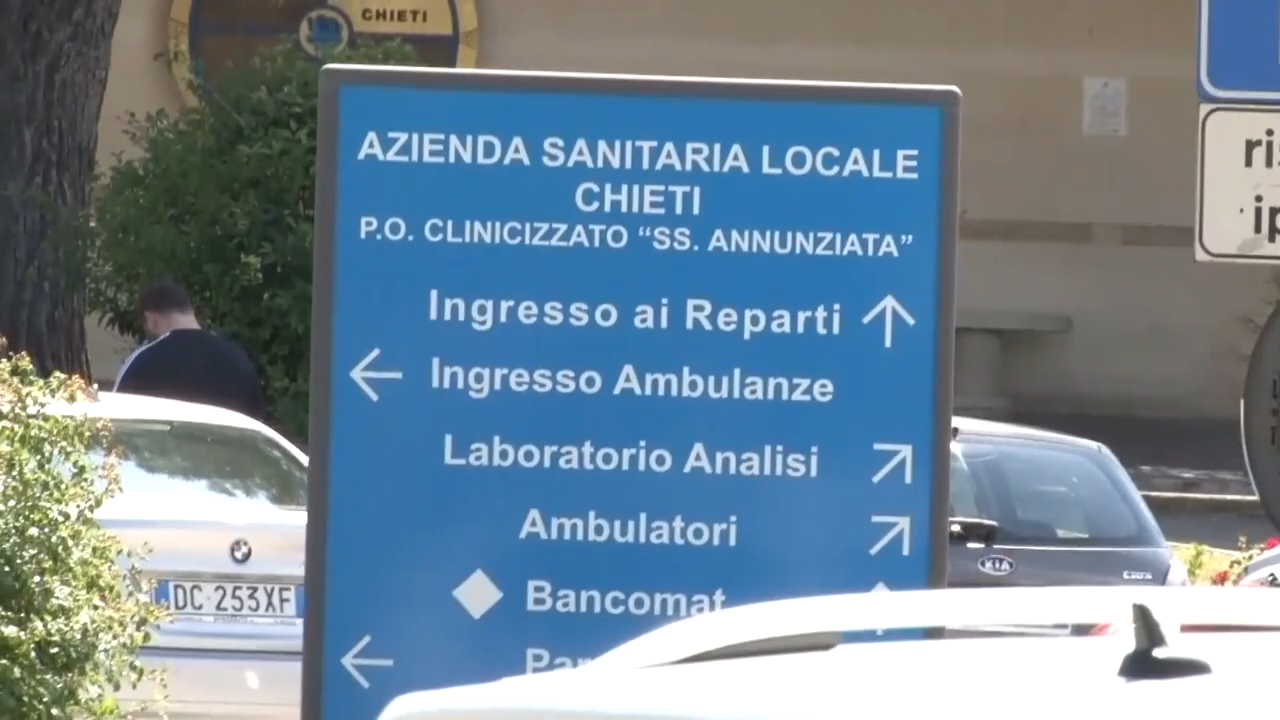 CHIETI
AZIENDA SANITARIA LOCALE
CHIETI
P.O. CLINICIZZATO “SS. ANNUNZIATA”
Ingresso ai Reparti
Ingresso Ambulanze
Laboratorio Analisi
Ambulatori
Bancomat
DC 253XF
KIA